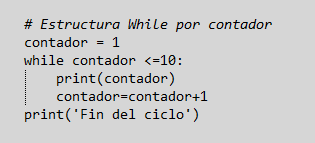 # Estructura While por contador
contador = 1
while contador <=10:
    print(contador)
    contador=contador+1
print('Fin del ciclo')